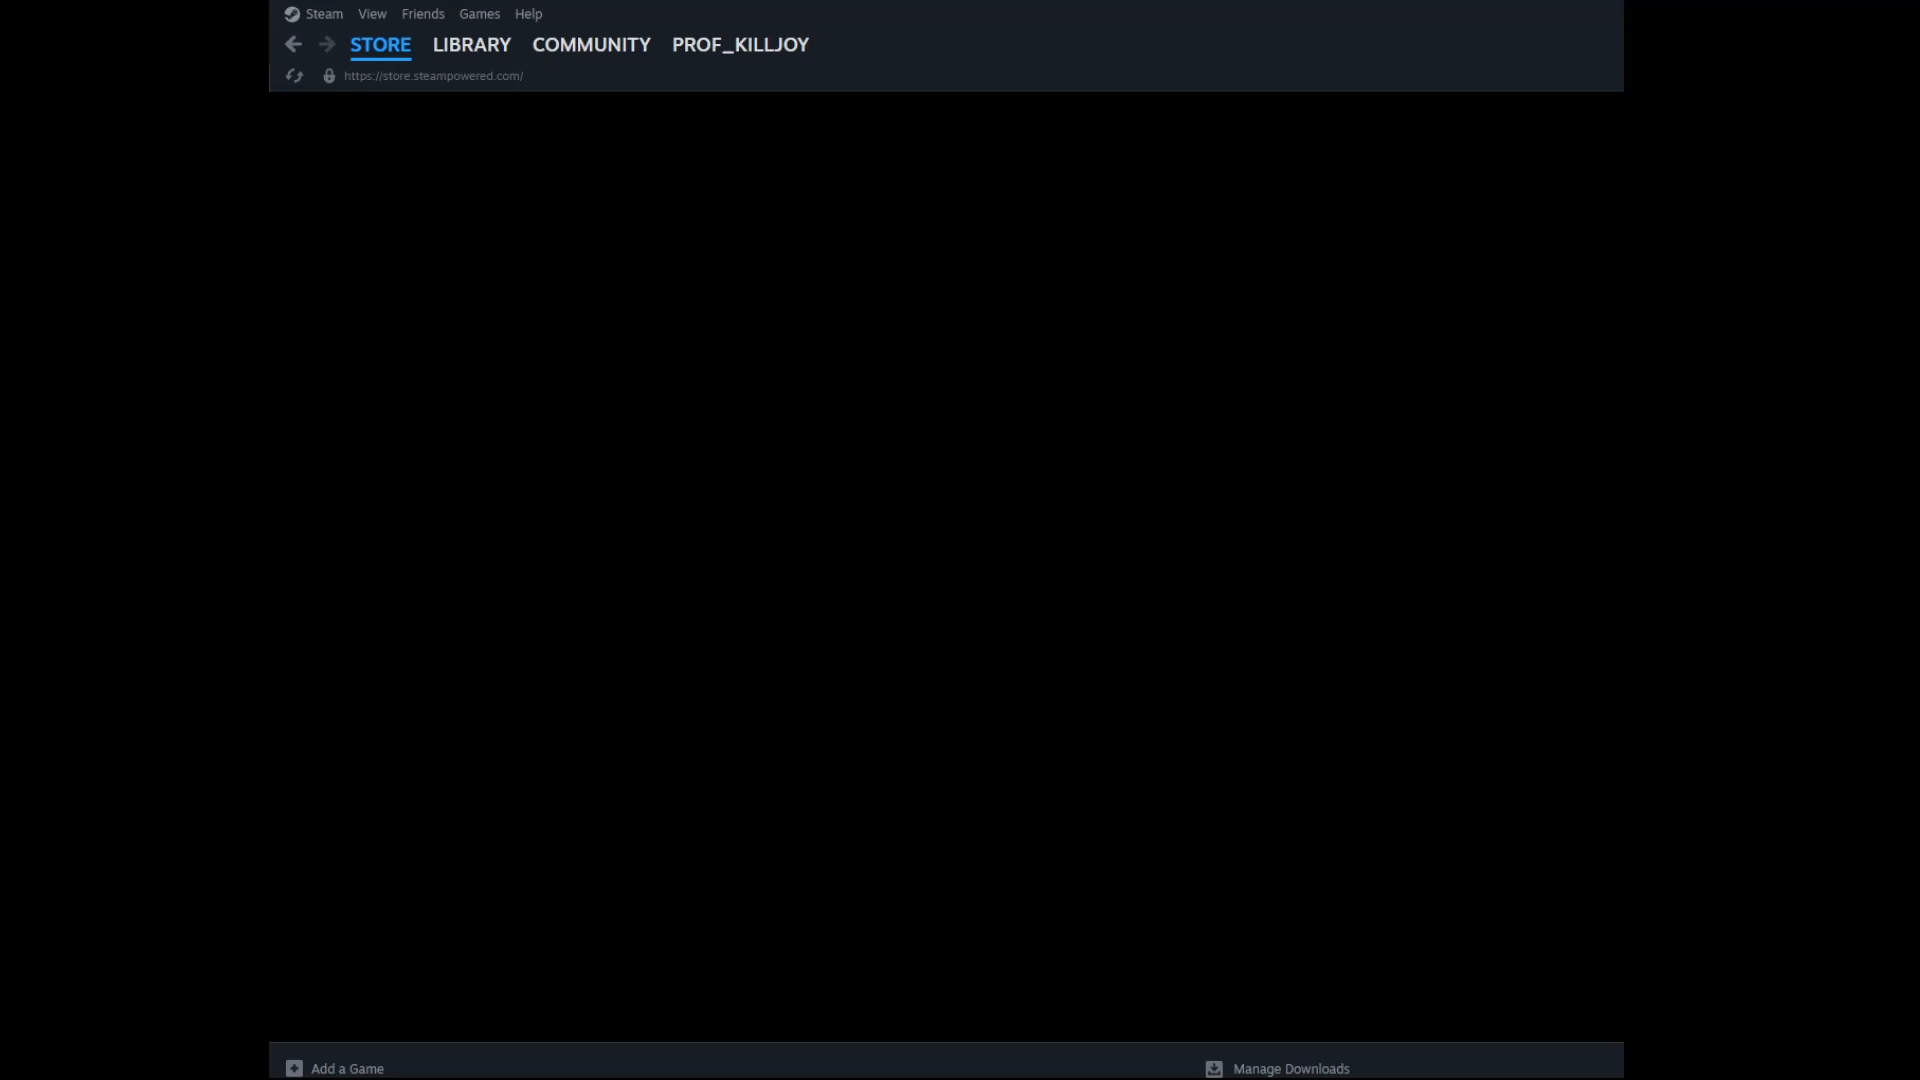 Steam View Friends Games Help
STORE LIBRARY COMMUNITY PROF_KILLJOY
https://store.steampowered.com/
Add a Game Manage Downloads